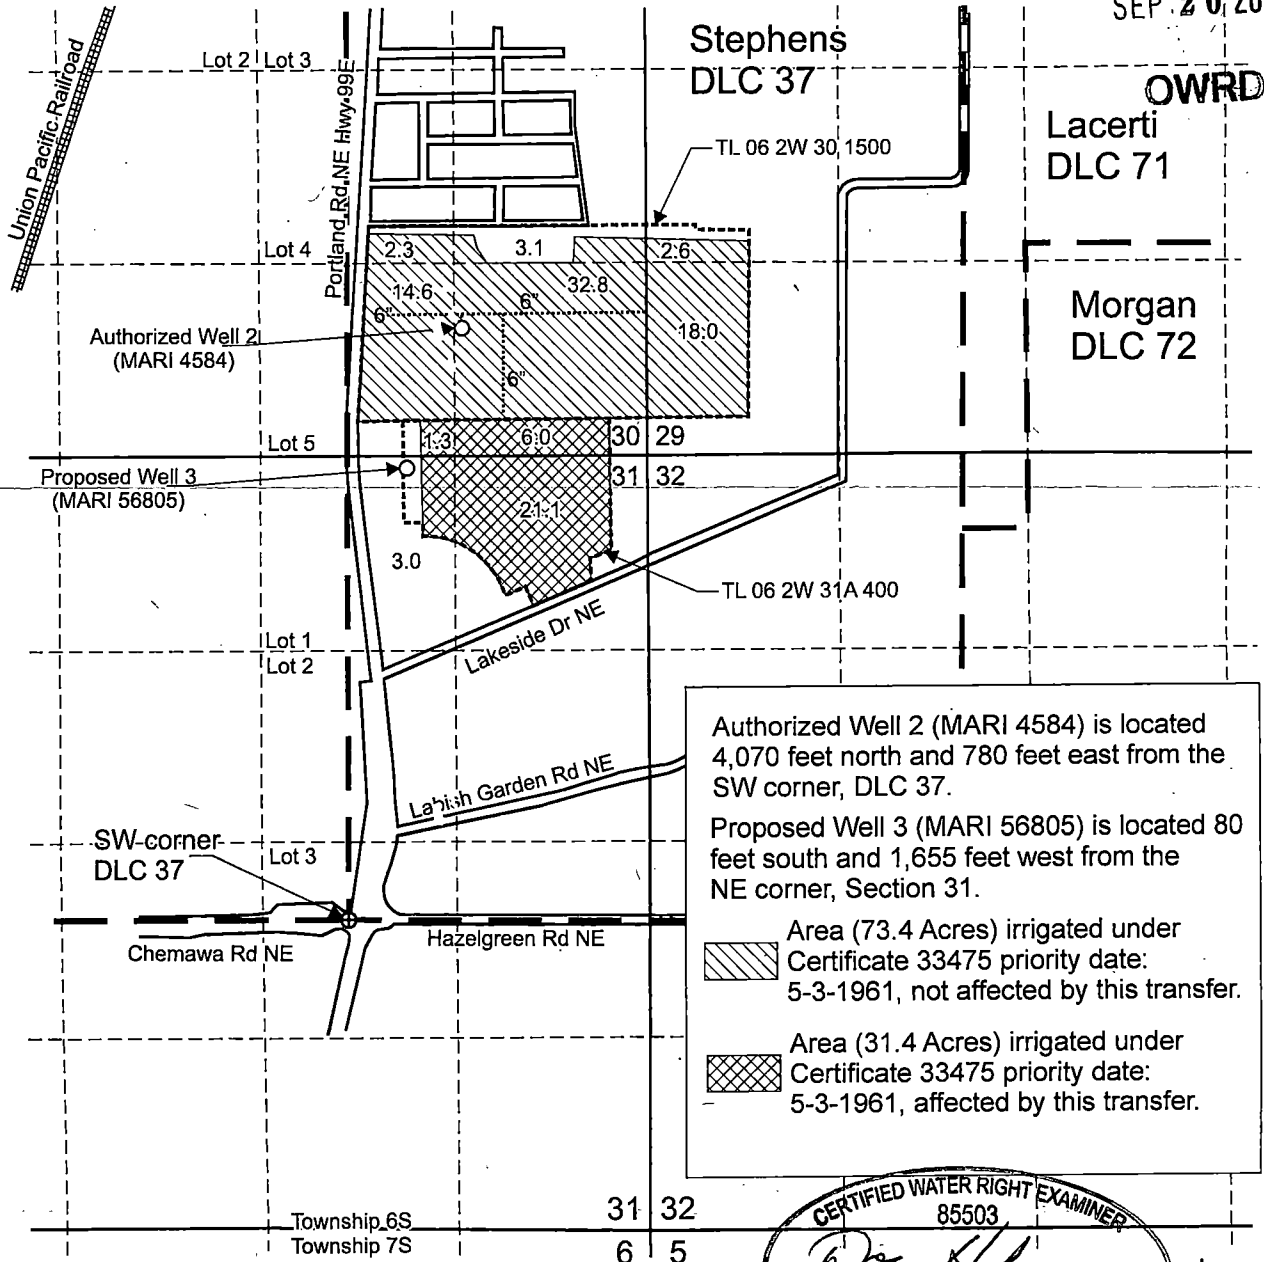 SEP 20 20
OWRD
Stephens
DLC 37
Lot 2 Lot 3
Union Pacific Railroad
Portland Rd NE Hwy 99E
Lacerti
DLC 71
TL 06 2W 30 1500
Lot 4
2.3
3.1
2.6
14.6
32.8
6"
6"
Morgan
DLC 72
Authorized Well 2
(MARI 4584)
18.0
6"
Lot 5
1.3
6.0
30 29
Proposed Well 3
(MARI 56805)
31 32
21.1
3.0
TL 06 2W 31A 400
Lakeside Dr NE
Lot 1
Lot 2
Authorized Well 2 (MARI 4584) is located
4,070 feet north and 780 feet east from the
SW corner, DLC 37.
Labish Garden Rd NE
Proposed Well 3 (MARI 56805) is located 80
feet south and 1,655 feet west from the
NE corner, Section 31.
SW corner
DLC 37
Lot 3
Chemawa Rd NE
Hazelgreen Rd NE
Area (73.4 Acres) irrigated under
Certificate 33475 priority date:
5-3-1961, not affected by this transfer.
Area (31.4 Acres) irrigated under
Certificate 33475 priority date:
5-3-1961, affected by this transfer.
31 32
Township 6S
Township 7S
6 5
CERTIFIED WATER RIGHT EXAMINER
85503